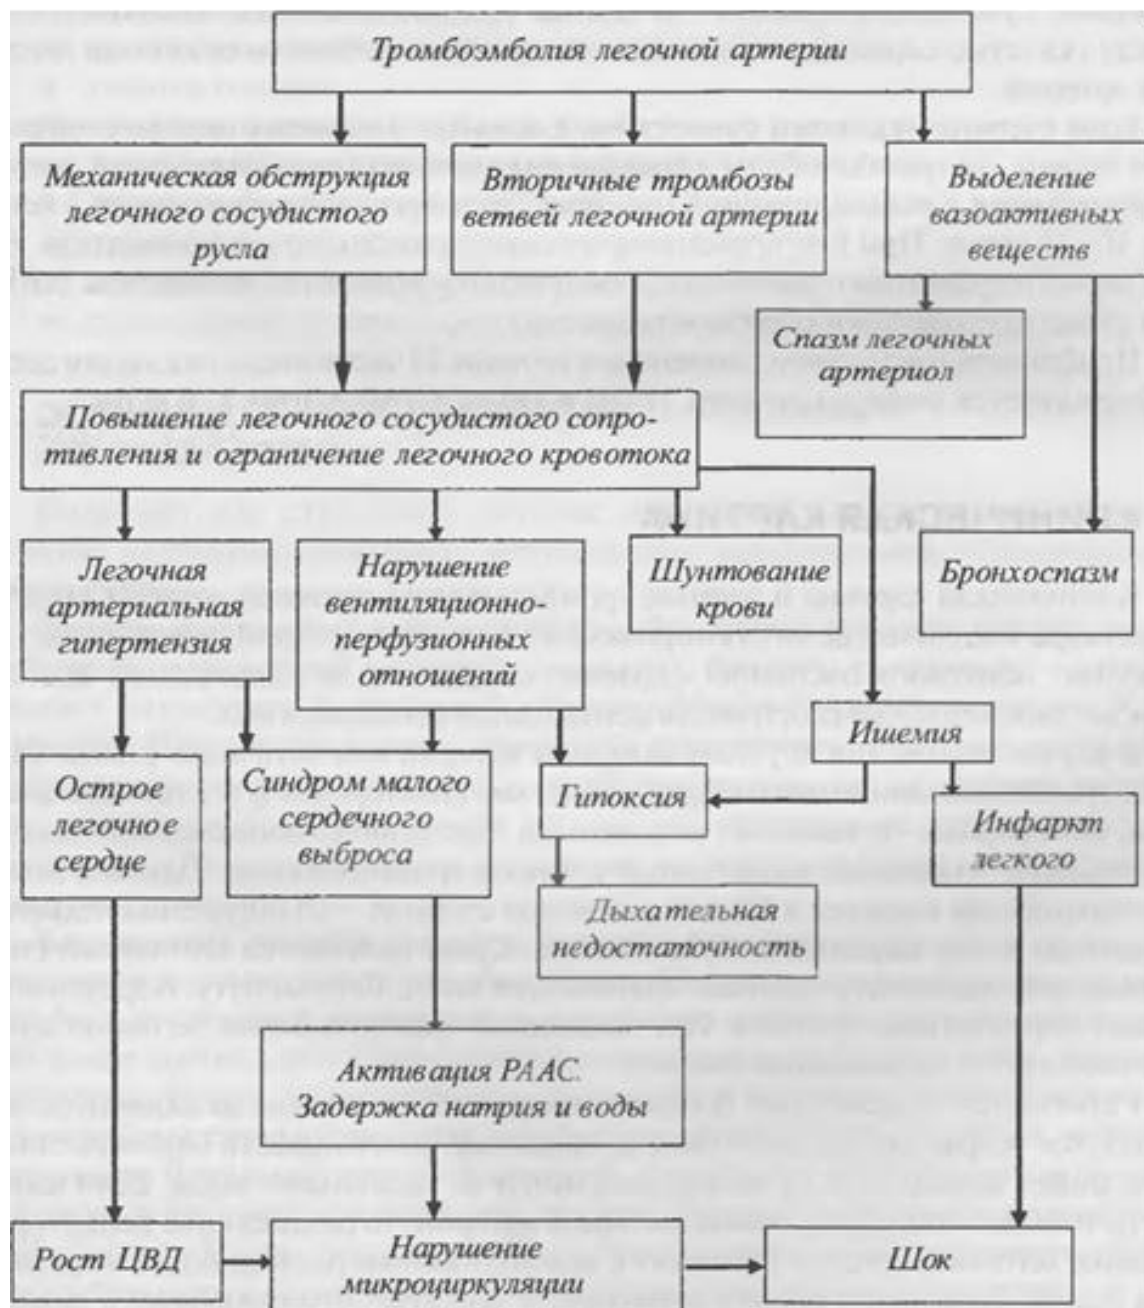 Тромбоэмболия легочной артерии
Механическая обструкция
легочного сосудистого
русла
Вторичные тромбозы
ветвей легочной артерии
Выделение
ваздактивных
веществ
Спазм легочных
артериол
Повышение легочного сосудистого сопро-
тивления и ограничение легочного кровотока
Легочная
артериальная
гипертензия
Нарушение
вентиляционно-
перфузионных
отношений
Шунтование
крови
Бронхоспазм
Ишемия
Острое
легочное
сердце
Синдром малого
сердечного
выброса
Гипоксия
Инфаркт
легкого
Дыхательная
недостаточность
Активация РААС.
Задержка натрия и воды
Рост ЦВД
Нарушение
микроциркуляции
Шок